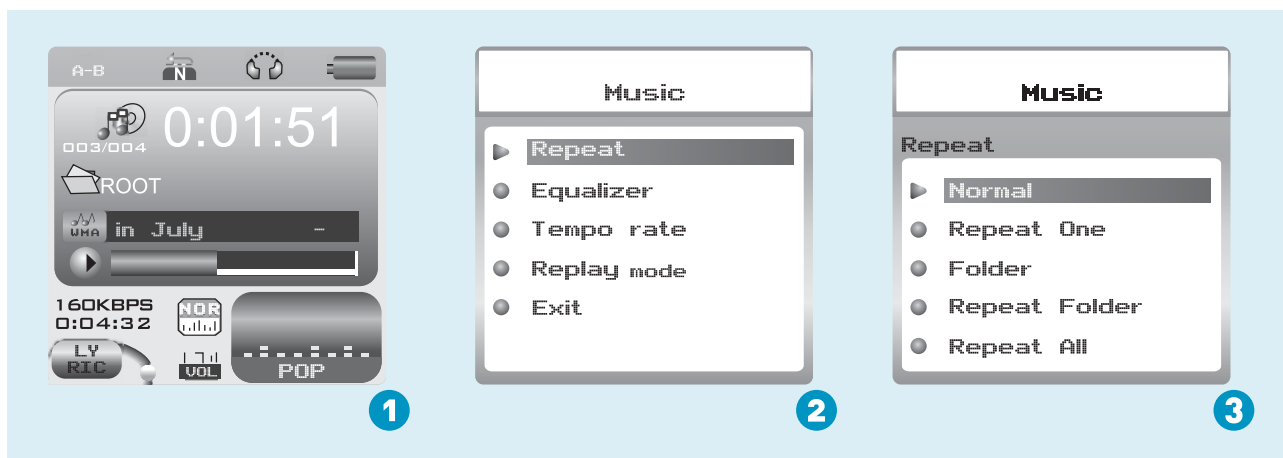 A-B
N
003/004
0:01:51
ROOT
WMA in July -
160KBPS
0:04:32
NOR
LY
RIC
VOL
POP
1
Music
Repeat
Equalizer
Tempo rate
Replay mode
Exit
2
Music
Repeat
Normal
Repeat One
Folder
Repeat Folder
Repeat All
3